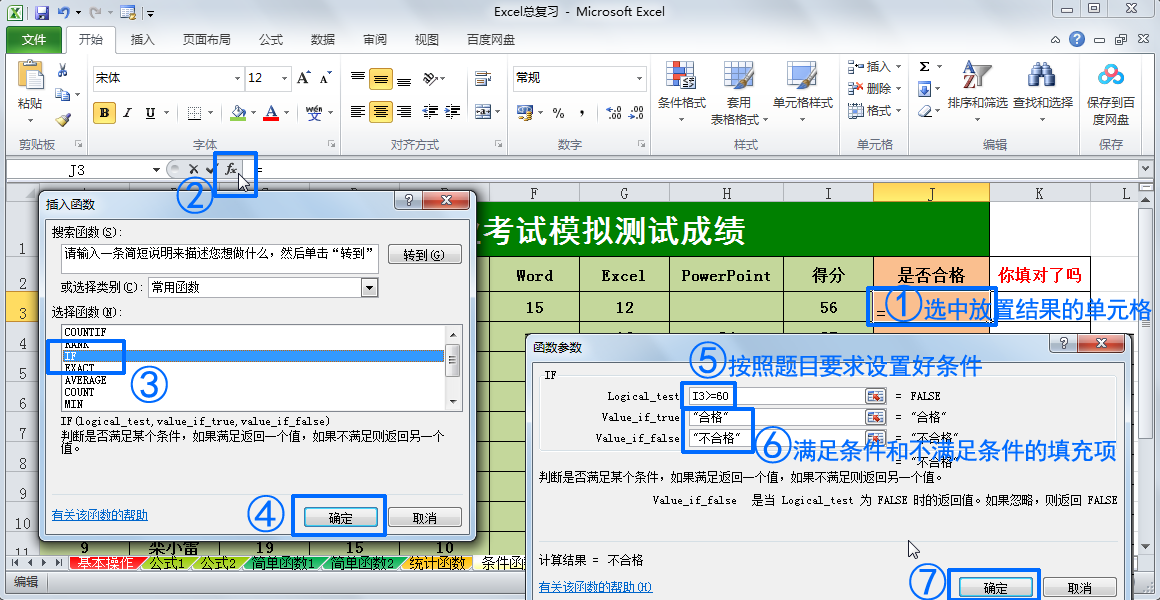 Excel总复习 - Microsoft Excel
文件 开始 插入 页面布局 公式 数据 审阅 视图 百度网盘
宋体 12 常规 插入 Σ
粘贴 B I U 条件格式 套用 表格格式 单元格样式 删除 格式 排序和筛选 查找和选择 保存到百度网盘
剪贴板 字体 对齐方式 数字 样式 单元格 编辑 保存
J3 fx =
②
插入函数
搜索函数(S):
请输入一条简短说明来描述您想做什么，然后单击“转到”
转到(G)
或选择类别(C): 常用函数
选择函数(N):
COUNTIF
RANK
IF
EXACT
AVERAGE
COUNT
MIN
③
IF(logical_test,value_if_true,value_if_false)
判断是否满足某个条件，如果满足返回一个值，如果不满足则返回另一个值。
有关该函数的帮助
④ 确定 取消
F G H I J K L
1 考试模拟测试成绩
2 Word Excel PowerPoint 得分 是否合格 你填对了吗
3 15 12 56 =
①选中放置结果的单元格
4
5
6
7
8
9
10
11 9 栾小雷 19 15 10
函数参数
⑤按照题目要求设置好条件
IF
Logical_test I3>=60 = FALSE
Value_if_true "合格" = "合格"
Value_if_false "不合格" = "不合格"
= "不合格"
⑥满足条件和不满足条件的填充项
判断是否满足某个条件，如果满足返回一个值，如果不满足则返回另一个值。
Value_if_false 是当 Logical_test 为 FALSE 时的返回值。如果忽略，则返回 FALSE
计算结果 = 不合格
有关该函数的帮助(H)
⑦ 确定 取消
基本操作 公式1 公式2 简单函数1 简单函数2 统计函数 条件函
编辑